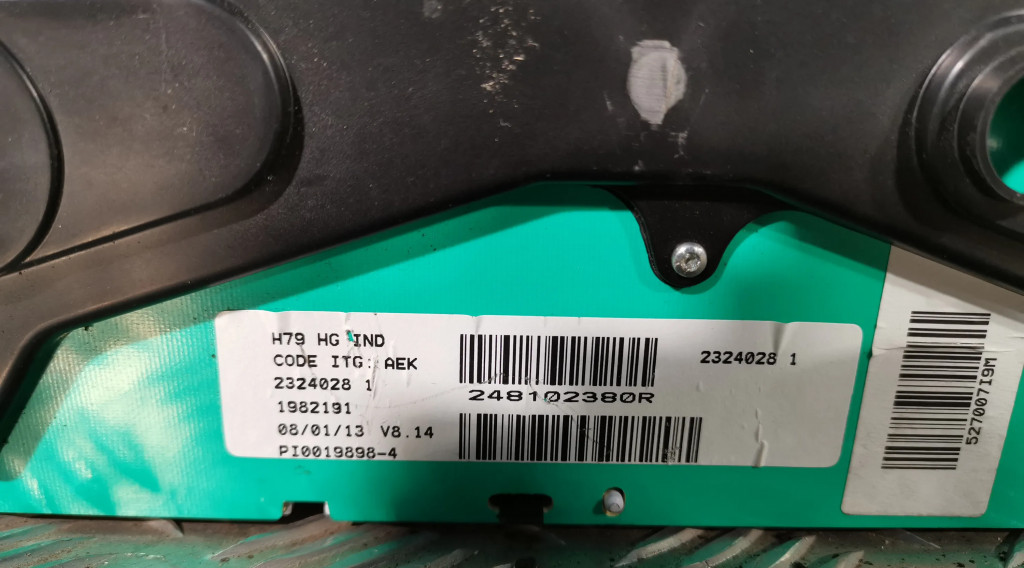 H79 HG IND
CODE ITG: AEK
2324028 1
1982191
08/01/13 V8.14
PI0019898-4
248102380R
2324028 1
527007I9M